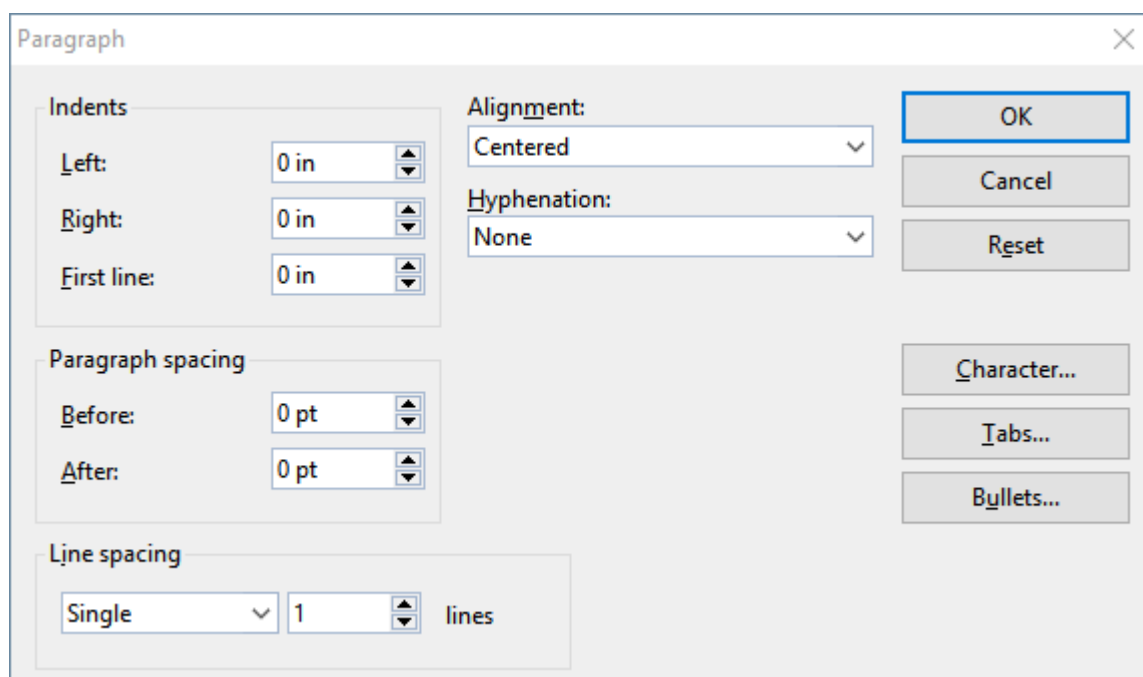 Paragraph
Indents
Left:
0 in
Right:
0 in
First line:
0 in
Paragraph spacing
Before:
0 pt
After:
0 pt
Line spacing
Single
1
lines
Alignment:
Centered
Hyphenation:
None
OK
Cancel
Reset
Character...
Tabs...
Bullets...